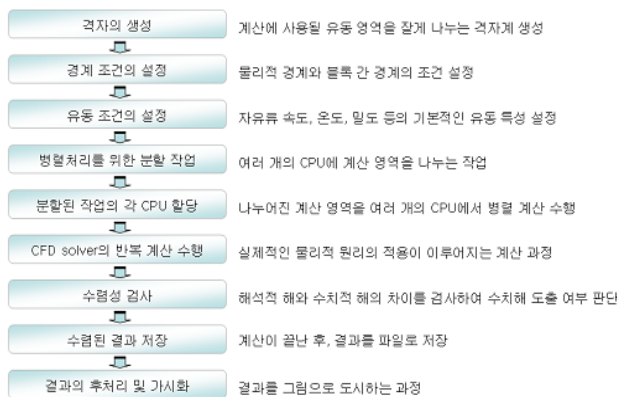 격자의 생성
계산에 사용될 유동 영역을 잘게 나누는 격자계 생성
경계 조건의 설정
물리적 경계와 블록 간 경계의 조건 설정
유동 조건의 설정
자유류 속도, 온도, 밀도 등의 기본적인 유동 특성 설정
병렬처리를 위한 분할 작업
여러 개의 CPU에 계산 영역을 나누는 작업
분할된 작업의 각 CPU 할당
나누어진 계산 영역을 여러 개의 CPU에서 병렬 계산 수행
CFD solver의 반복 계산 수행
실제적인 물리적 원리의 적용이 이루어지는 계산 과정
수렴성 검사
해석적 해와 수치적 해의 차이를 검사하여 수치해 도출 여부 판단
수렴된 결과 저장
계산이 끝난 후, 결과를 파일로 저장
결과의 후처리 및 가시화
결과를 그림으로 도시하는 과정